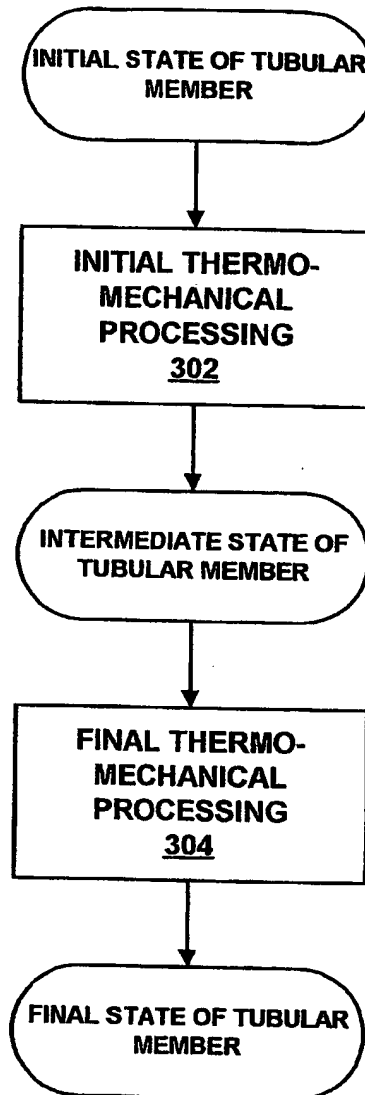 INITIAL STATE OF TUBULAR
MEMBER
INITIAL THERMO-
MECHANICAL
PROCESSING
302
INTERMEDIATE STATE OF
TUBULAR MEMBER
FINAL THERMO-
MECHANICAL
PROCESSING
304
FINAL STATE OF TUBULAR
MEMBER